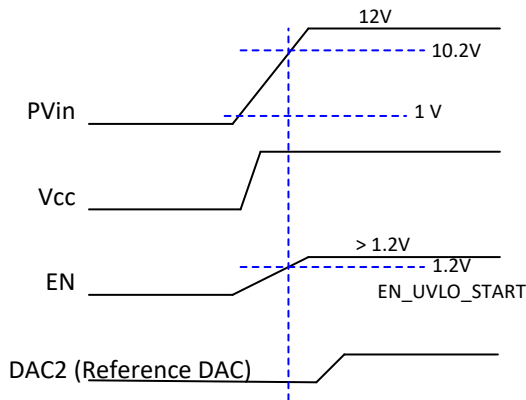 12V
10.2V
PVin
1 V
Vcc
> 1.2V
1.2V
EN
EN_UVLO_START
DAC2 (Reference DAC)